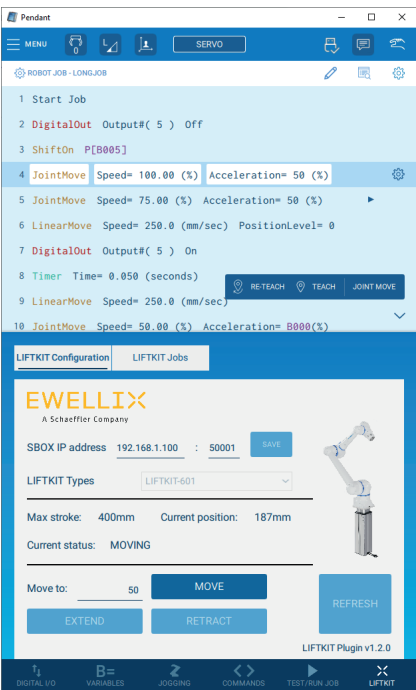 Pendant
MENU 0 L SERVO
ROBOT JOB - LONGJOB
1 Start Job
2 DigitalOut Output#( 5 ) Off
3 ShiftOn P[B005]
4 JointMove Speed= 100.00 (%) Acceleration= 50 (%)
5 JointMove Speed= 75.00 (%) Acceleration= 50 (%)
6 LinearMove Speed= 250.0 (mm/sec) PositionLevel= 0
7 DigitalOut Output#( 5 ) On
8 Timer Time= 0.050 (seconds)
RE-TEACH TEACH JOINT MOVE
9 LinearMove Speed= 250.0 (mm/sec)
10 JointMove Speed= 50.00 (%) Acceleration= B000(%)
LIFTKIT Configuration LIFTKIT Jobs
EWELLIX
A Schaeffler Company
SBOX IP address 192.168.1.100 : 50001 SAVE
LIFTKIT Types LIFTKIT-601
Max stroke: 400mm Current position: 187mm
Current status: MOVING
Move to: 50 MOVE
REFRESH
EXTEND RETRACT
LIFTKIT Plugin v1.2.0
DIGITAL I/O VARIABLES JOGGING COMMANDS TEST/RUN JOB LIFTKIT